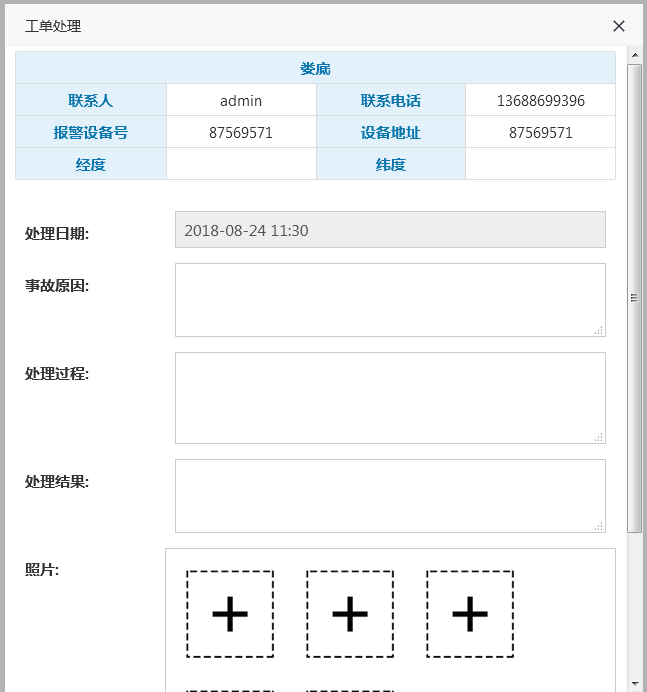 工单处理
娄底
联系人 admin 联系电话 13688699396
报警设备号 87569571 设备地址 87569571
经度 纬度
处理日期: 2018-08-24 11:30
事故原因:
处理过程:
处理结果:
照片: